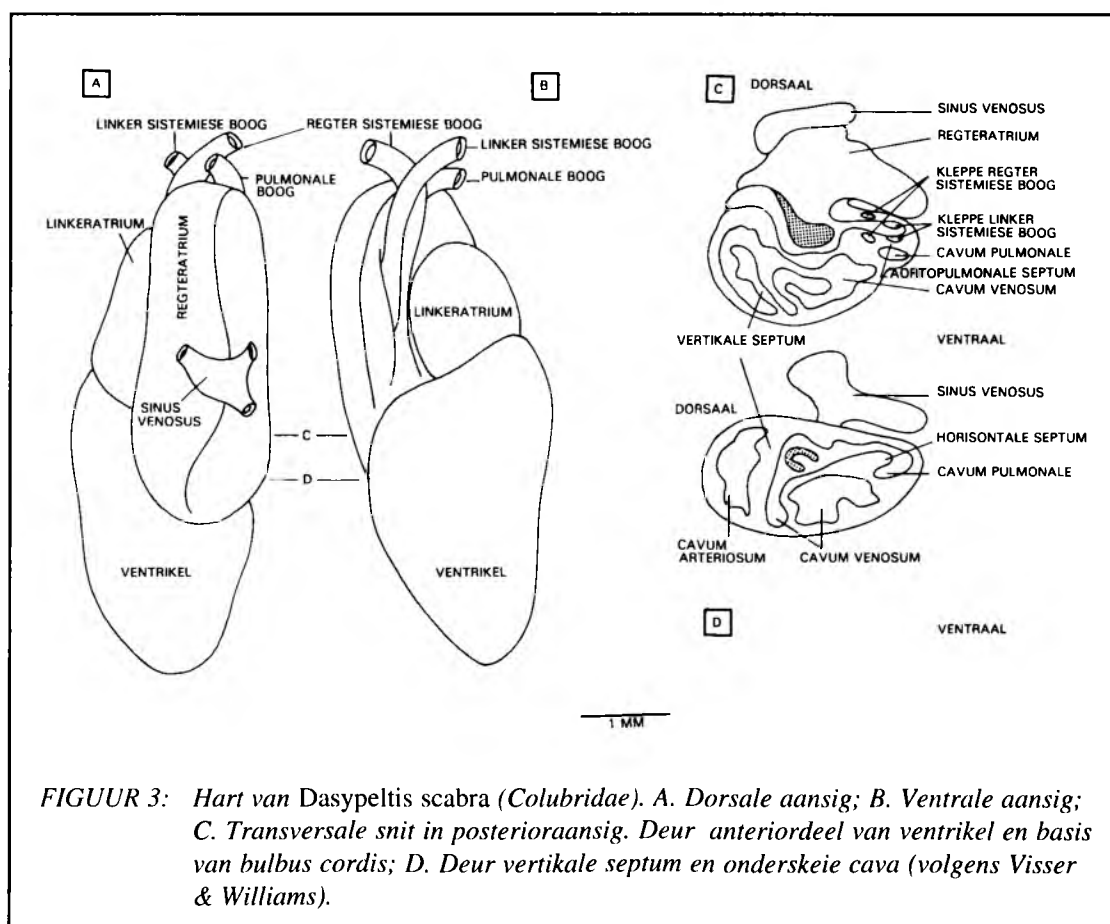 A
B
LINKER SISTEMIESE BOOG
REGTER SISTEMIESE BOOG
LINKER SISTEMIESE BOOG
PULMONALE BOOG
PULMONALE
BOOG
LINKERATRIUM
REGTERATRIUM
LINKERATRIUM
SINUS
VENOSUS
C
D
VENTRIKEL
VENTRIKEL
C
DORSAAL
SINUS VENOSUS
REGTERATRIUM
KLEPPE REGTER
SISTEMIESE BOOG
KLEPPE LINKER
SISTEMIESE BOOG
CAVUM PULMONALE
AORITOPULMONALE SEPTUM
CAVUM VENOSUM
VERTIKALE SEPTUM
VENTRAAL
SINUS VENOSUS
DORSAAL
HORISONTALE SEPTUM
CAVUM PULMONALE
CAVUM
ARTERIOSUM
CAVUM VENOSUM
D
VENTRAAL
1 MM
FIGUUR 3: Hart van Dasypeltis scabra (Colubridae). A. Dorsale aansig; B. Ventrale aansig;
C. Transversale snit in posterioraansig. Deur anteriordeel van ventrikel en basis
van bulbus cordis; D. Deur vertikale septum en onderskeie cava (volgens Visser
& Williams).